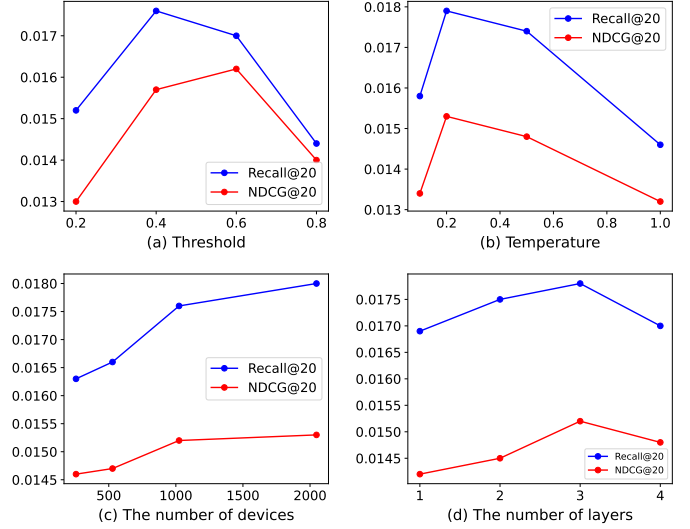 0.017
0.016
0.015
0.014
0.013
0.2 0.4 0.6 0.8
Recall@20
NDCG@20
(a) Threshold
0.018
0.017
0.016
0.015
0.014
0.013
0.2 0.4 0.6 0.8 1.0
Recall@20
NDCG@20
(b) Temperature
0.0180
0.0175
0.0170
0.0165
0.0160
0.0155
0.0150
0.0145
500 1000 1500 2000
Recall@20
NDCG@20
(c) The number of devices
0.0175
0.0170
0.0165
0.0160
0.0155
0.0150
0.0145
1 2 3 4
Recall@20
NDCG@20
(d) The number of layers